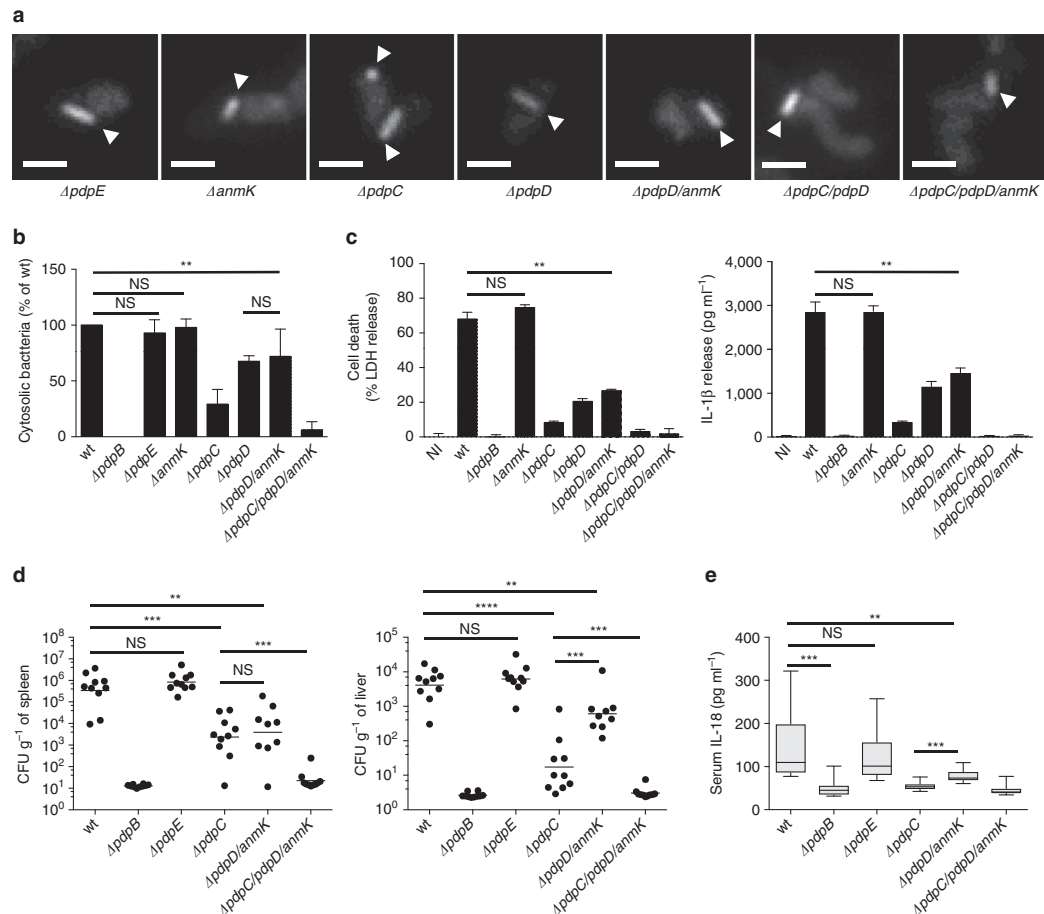 a
ΔpdpE
ΔanmK
ΔpdpC
ΔpdpD
ΔpdpD/anmK
ΔpdpC/pdpD
ΔpdpC/pdpD/anmK
b
Cytosolic bactteria (% of wt)
150
100
50
0
**
NS
NS
NS
wt
ΔpdpB
ΔpdpE
ΔanmK
ΔpdpC
ΔpdpD
ΔpdpD/anmK
ΔpdpC/pdpD/anmK
c
Cell death
(% LDH release)
80
60
40
20
0
**
NS
NI
wt
ΔpdpB
ΔanmK
ΔpdpC
ΔpdpD
ΔpdpD/anmK
ΔpdpC/pdpD
ΔpdpC/pdpD/anmK
IL-1β release (pg ml⁻¹)
4,000
3,000
2,000
1,000
0
**
NS
NI
wt
ΔpdpB
ΔanmK
ΔpdpC
ΔpdpD
ΔpdpD/anmK
ΔpdpC/pdpD
ΔpdpC/pdpD/anmK
d
CFU g⁻¹ of spleen
10⁸
10⁷
10⁶
10⁵
10⁴
10³
10²
10¹
10⁰
**
***
NS
***
NS
wt
ΔpdpB
ΔpdpE
ΔpdpC
ΔpdpD/anmK
ΔpdpC/pdpD/anmK
CFU g⁻¹ of liver
10⁵
10⁴
10³
10²
10¹
10⁰
**
****
NS
***
***
wt
ΔpdpB
ΔpdpE
ΔpdpC
ΔpdpD/anmK
ΔpdpC/pdpD/anmK
e
Serum IL-18 (pg ml⁻¹)
400
300
200
100
0
**
NS
***
***
wt
ΔpdpB
ΔpdpE
ΔpdpC
ΔpdpD/anmK
ΔpdpC/pdpD/anmK